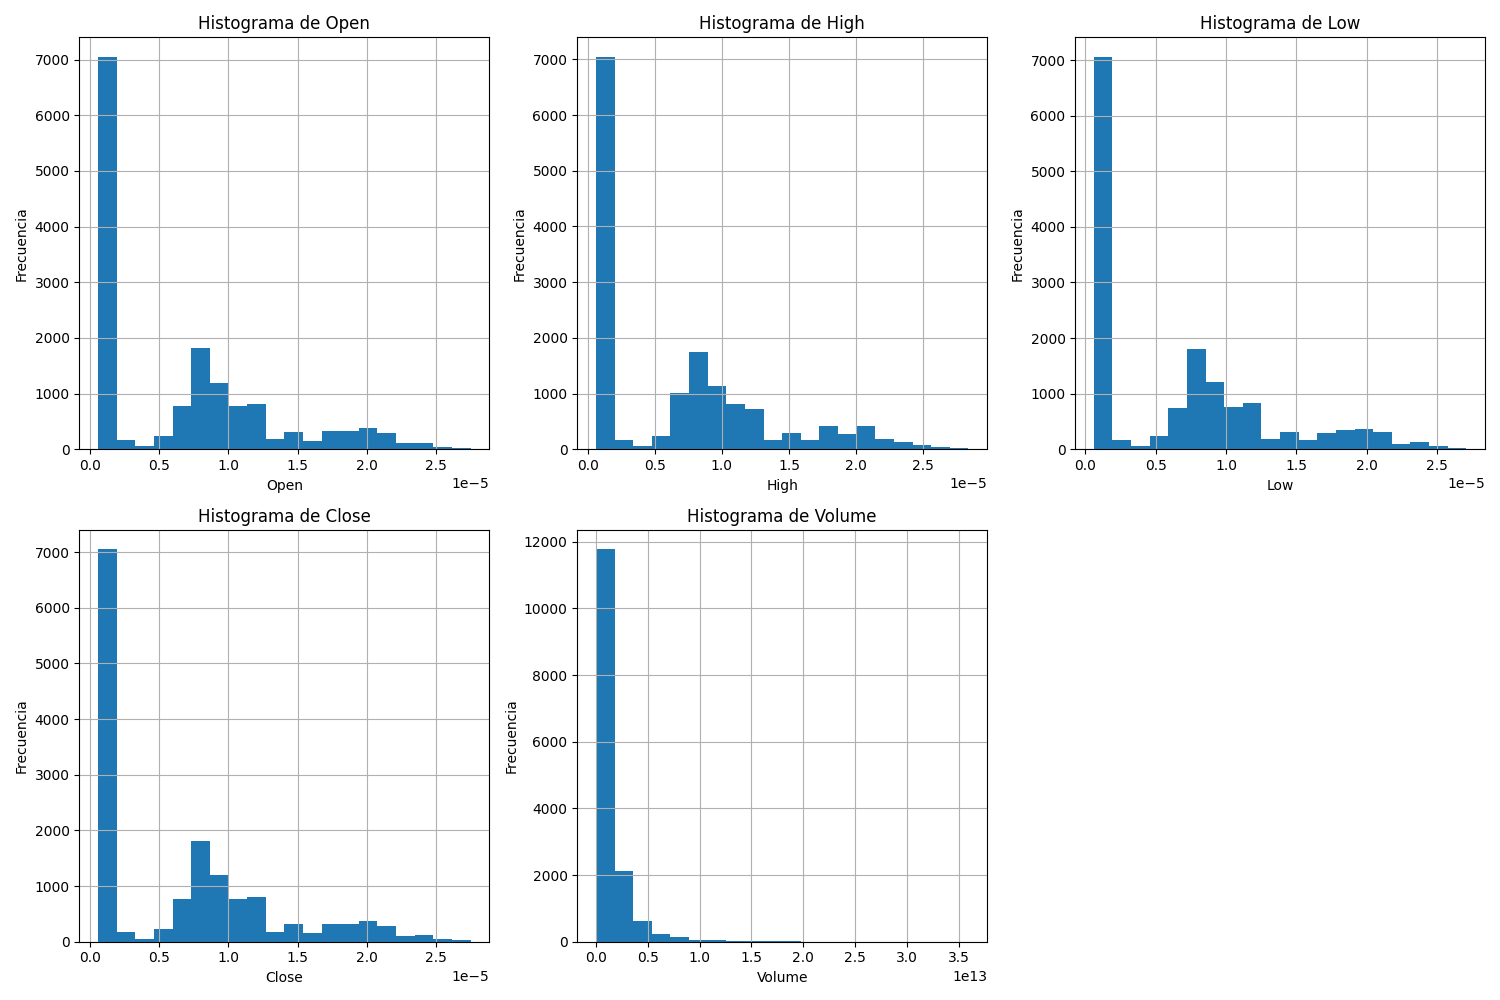 Histograma de Open
7000
6000
5000
4000
3000
2000
1000
0
0.0 0.5 1.0 1.5 2.0 2.5
1e−5
Open
Frecuencia
Histograma de High
7000
6000
5000
4000
3000
2000
1000
0
0.0 0.5 1.0 1.5 2.0 2.5
1e−5
High
Frecuencia
Histograma de Low
7000
6000
5000
4000
3000
2000
1000
0
0.0 0.5 1.0 1.5 2.0 2.5
1e−5
Low
Frecuencia
Histograma de Close
7000
6000
5000
4000
3000
2000
1000
0
0.0 0.5 1.0 1.5 2.0 2.5
1e−5
Close
Frecuencia
Histograma de Volume
12000
10000
8000
6000
4000
2000
0
0.0 0.5 1.0 1.5 2.0 2.5 3.0 3.5
1e13
Volume
Frecuencia